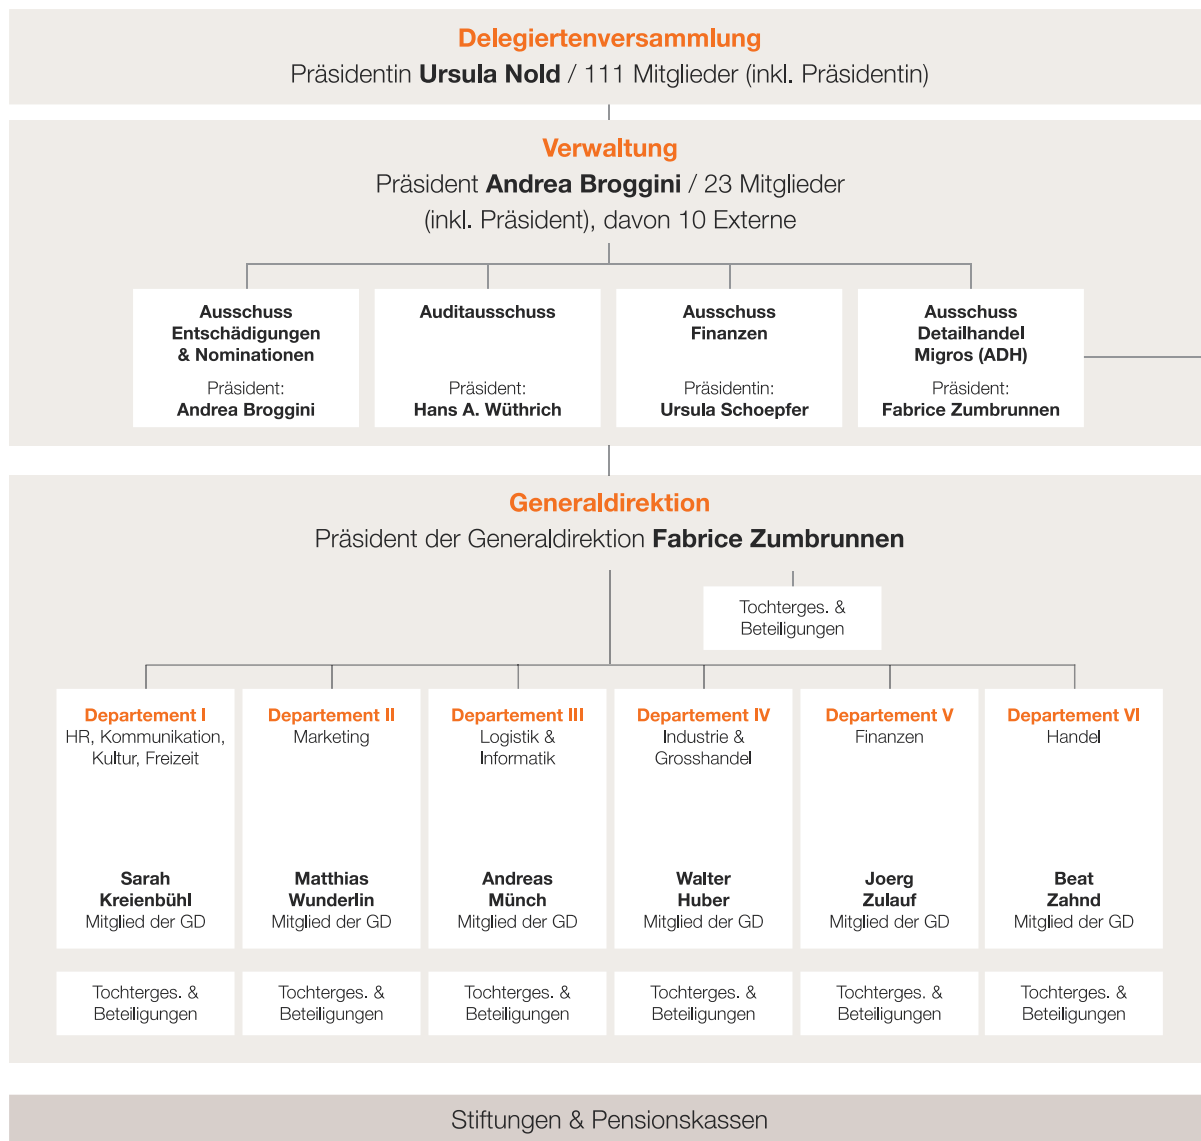 Delegiertenversammlung
Präsidentin Ursula Nold / 111 Mitglieder (inkl. Präsidentin)
Verwaltung
Präsident Andrea Broggini / 23 Mitglieder
(inkl. Präsident), davon 10 Externe
Ausschuss
Entschädigungen
& Nominationen
Präsident:
Andrea Broggini
Auditausschuss
Präsident:
Hans A. Wüthrich
Ausschuss
Finanzen
Präsidentin:
Ursula Schoepfer
Ausschuss
Detailhandel
Migros (ADH)
Präsident:
Fabrice Zumbrunnen
Generaldirektion
Präsident der Generaldirektion Fabrice Zumbrunnen
Tochterges. &
Beteiligungen
Departement I
HR, Kommunikation,
Kultur, Freizeit
Sarah
Kreienbühl
Mitglied der GD
Departement II
Marketing
Matthias
Wunderlin
Mitglied der GD
Departement III
Logistik &
Informatik
Andreas
Münch
Mitglied der GD
Departement IV
Industrie &
Grosshandel
Walter
Huber
Mitglied der GD
Departement V
Finanzen
Joerg
Zulauf
Mitglied der GD
Departement VI
Handel
Beat
Zahnd
Mitglied der GD
Tochterges. &
Beteiligungen
Tochterges. &
Beteiligungen
Tochterges. &
Beteiligungen
Tochterges. &
Beteiligungen
Tochterges. &
Beteiligungen
Tochterges. &
Beteiligungen
Stiftungen & Pensionskassen